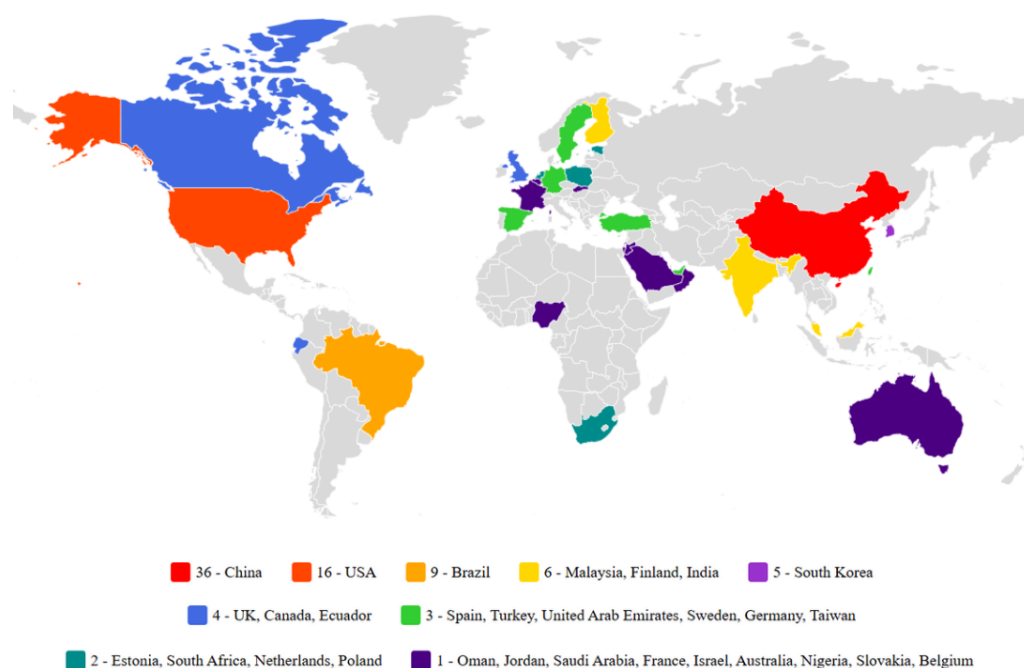 36 - China 16 - USA 9 - Brazil 6 - Malaysia, Finland, India 5 - South Korea
4 - UK, Canada, Ecuador 3 - Spain, Turkey, United Arab Emirates, Sweden, Germany, Taiwan
2 - Estonia, South Africa, Netherlands, Poland 1 - Oman, Jordan, Saudi Arabia, France, Israel, Australia, Nigeria, Slovakia, Belgium